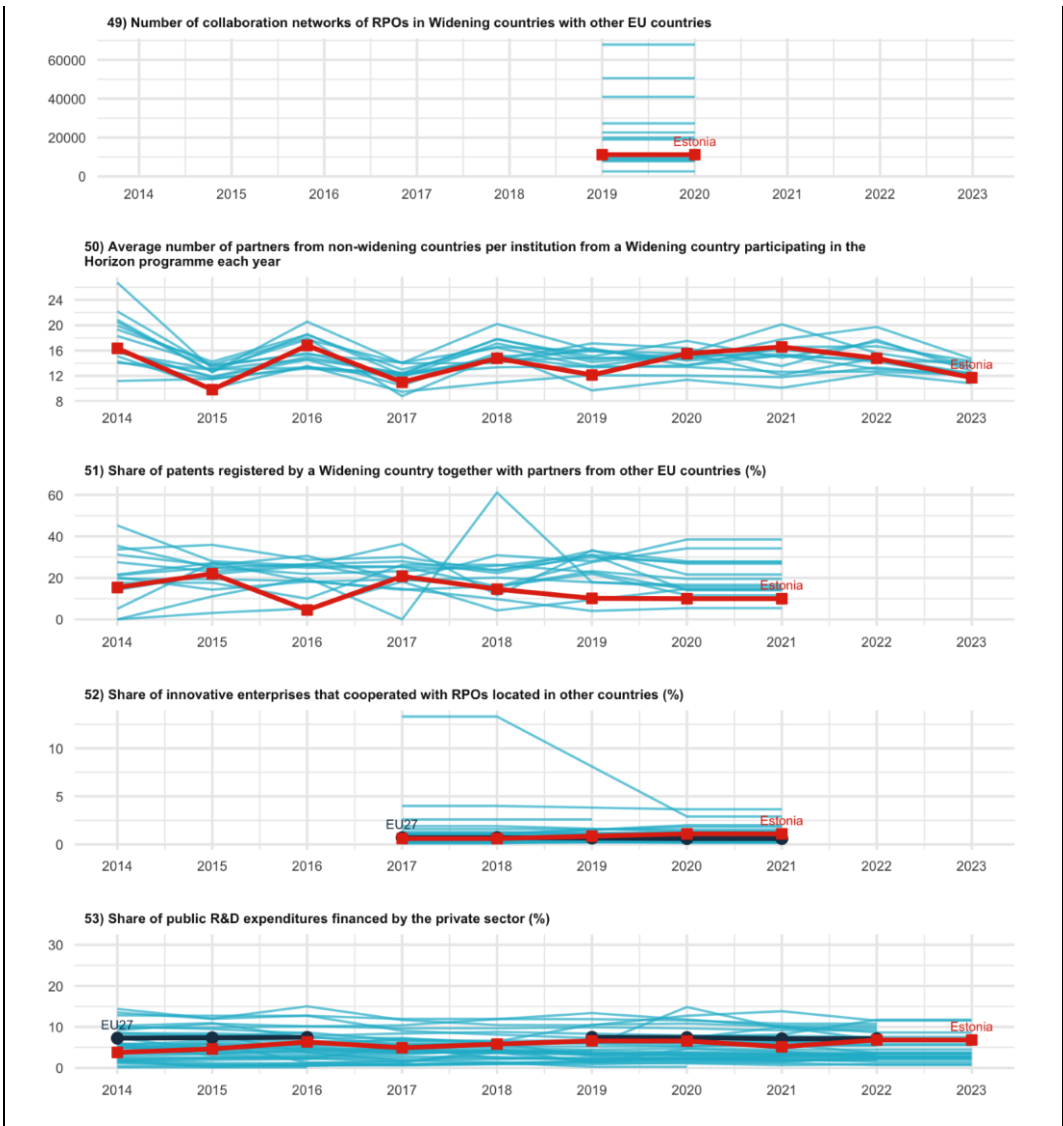 49) Number of collaboration networks of RPOs in Widening countries with other EU countries
60000
40000
20000
0
Estonia
2014 2015 2016 2017 2018 2019 2020 2021 2022 2023
50) Average number of partners from non-widening countries per institution from a Widening country participating in the
Horizon programme each year
24
20
16
12
8
Estonia
2014 2015 2016 2017 2018 2019 2020 2021 2022 2023
51) Share of patents registered by a Widening country together with partners from other EU countries (%)
60
40
20
0
Estonia
2014 2015 2016 2017 2018 2019 2020 2021 2022 2023
52) Share of innovative enterprises that cooperated with RPOs located in other countries (%)
10
5
0
EU27
Estonia
2014 2015 2016 2017 2018 2019 2020 2021 2022 2023
53) Share of public R&D expenditures financed by the private sector (%)
30
20
10
0
EU27
Estonia
2014 2015 2016 2017 2018 2019 2020 2021 2022 2023